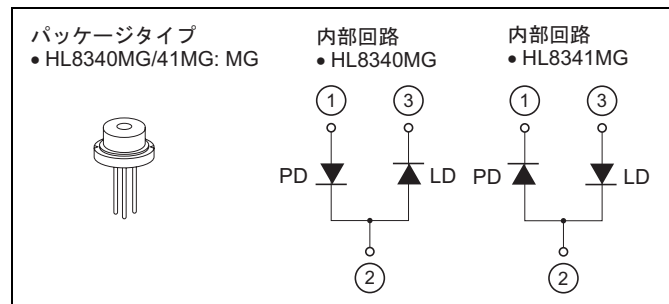 パッケージタイプ
• HL8340MG/41MG: MG
内部回路
• HL8340MG
① ③
PD LD
②
内部回路
• HL8341MG
① ③
PD LD
②